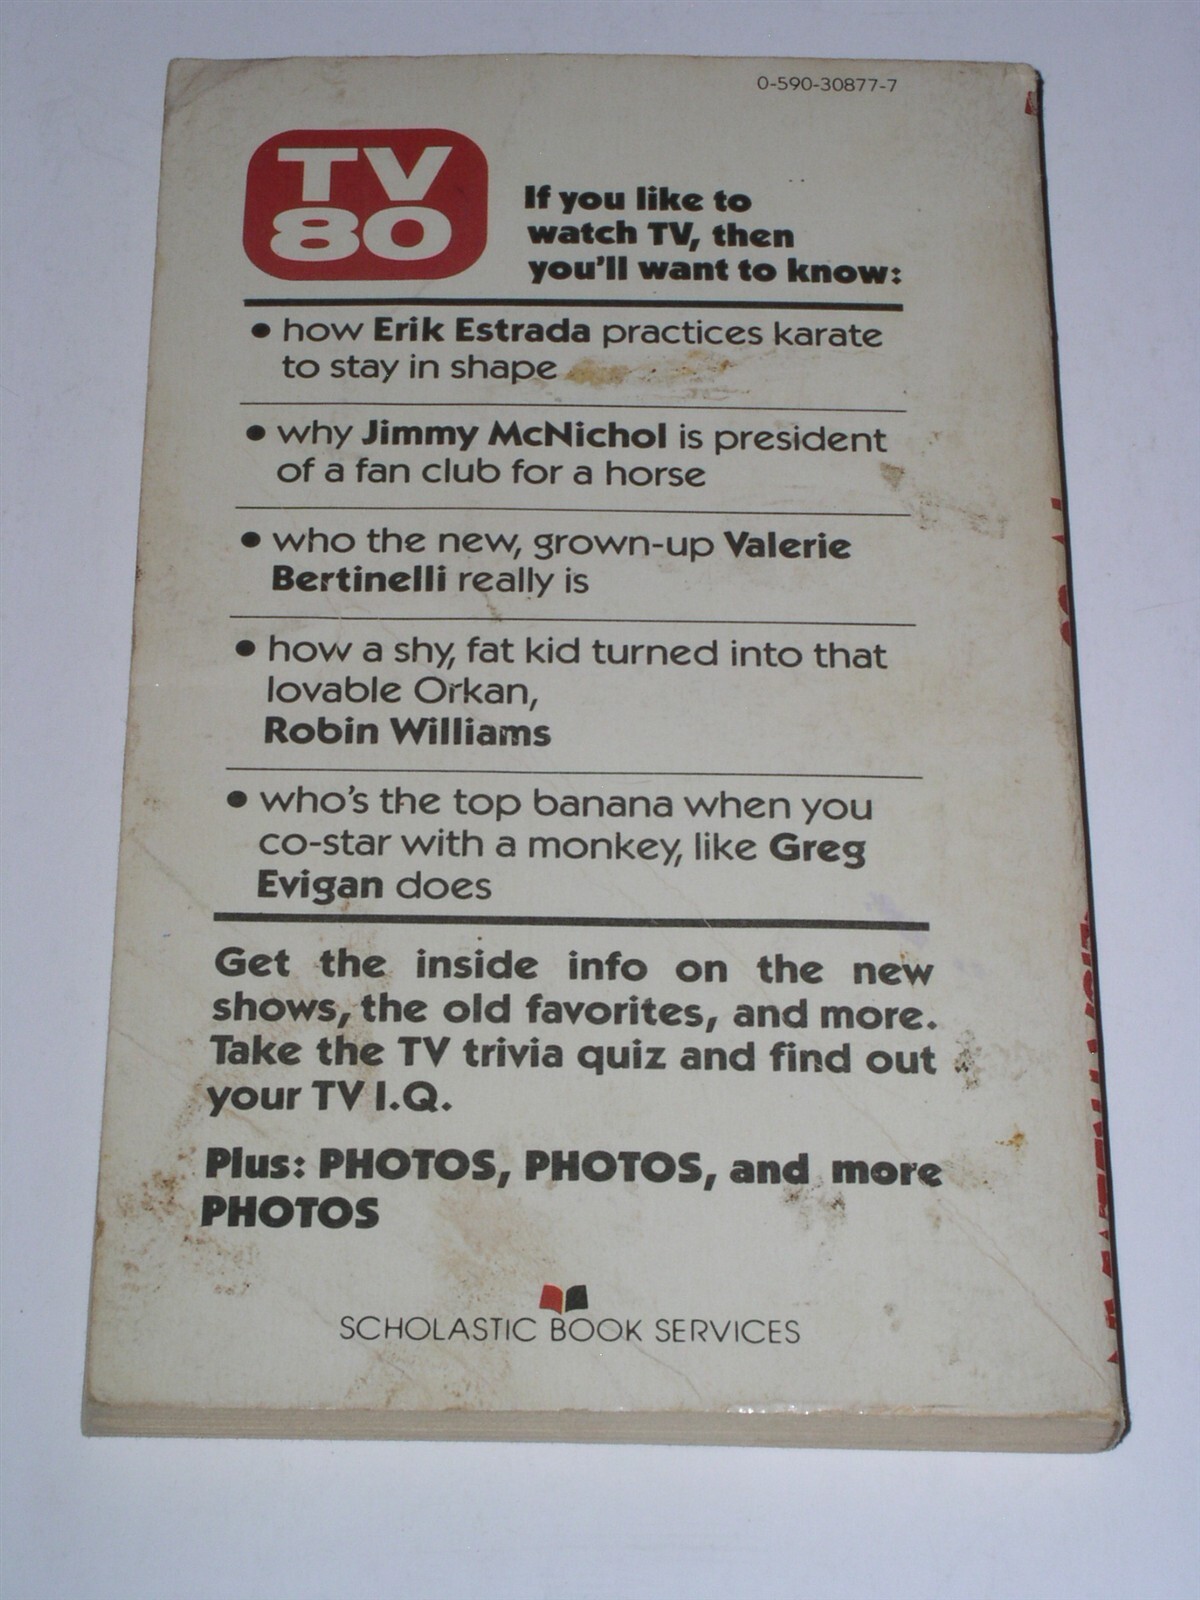 0-590-30877-7
TV
80
If you like to
watch TV, then
you'll want to know:
• how Erik Estrada practices karate
to stay in shape
• why Jimmy McNichol is president
of a fan club for a horse
• who the new, grown-up Valerie
Bertinelli really is
• how a shy, fat kid turned into that
lovable Orkan,
Robin Williams
• who's the top banana when you
co-star with a monkey, like Greg
Evigan does
Get the inside info on the new
shows, the old favorites, and more.
Take the TV trivia quiz and find out
your TV I.Q.
Plus: PHOTOS, PHOTOS, and more
PHOTOS
SCHOLASTIC BOOK SERVICES